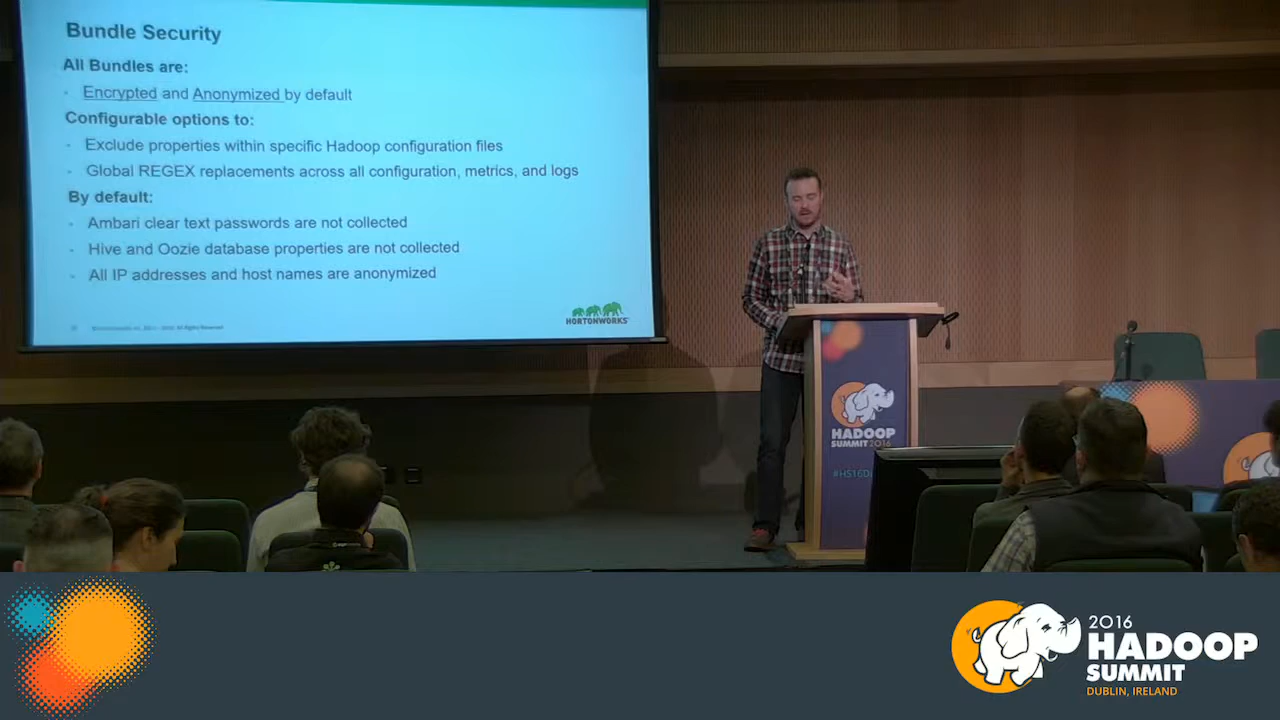 Bundle Security
All Bundles are:
- Encrypted and Anonymized by default
Configurable options to:
- Exclude properties within specific Hadoop configuration files
- Global REGEX replacements across all configuration, metrics, and logs
By default:
- Ambari clear text passwords are not collected
- Hive and Oozie database properties are not collected
- All IP addresses and host names are anonymized
HORTONWORKS
HADOOP
SUMMIT 2016
2016
HADOOP
SUMMIT
DUBLIN, IRELAND